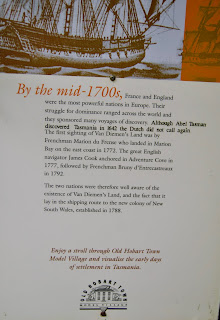 By the mid-1700s, France and England
were the most powerful nations in Europe. Their
struggle for dominance ranged across the world and
they sponsored many voyages of discovery. Although Abel Tasman
discovered Tasmania in 1642 the Dutch did not call again.
The first sighting of Van Diemen's Land was by
Frenchman Marion du Fresne who landed in Marion
Bay on the east coast in 1772. The great English
navigator James Cook anchored in Adventure Cove in
1777, followed by Frenchman Bruny d'Entrecasteaux
in 1792.
The two nations were therefore well aware of the
existence of Van Diemen's Land, and the fact that it
lay in the shipping route to the new colony of New
South Wales, established in 1788.
Enjoy a stroll through Old Hobart Town
Model Village and visualise the early days
of settlement in Tasmania.
OLD HOBART TOWN
MODEL VILLAGE